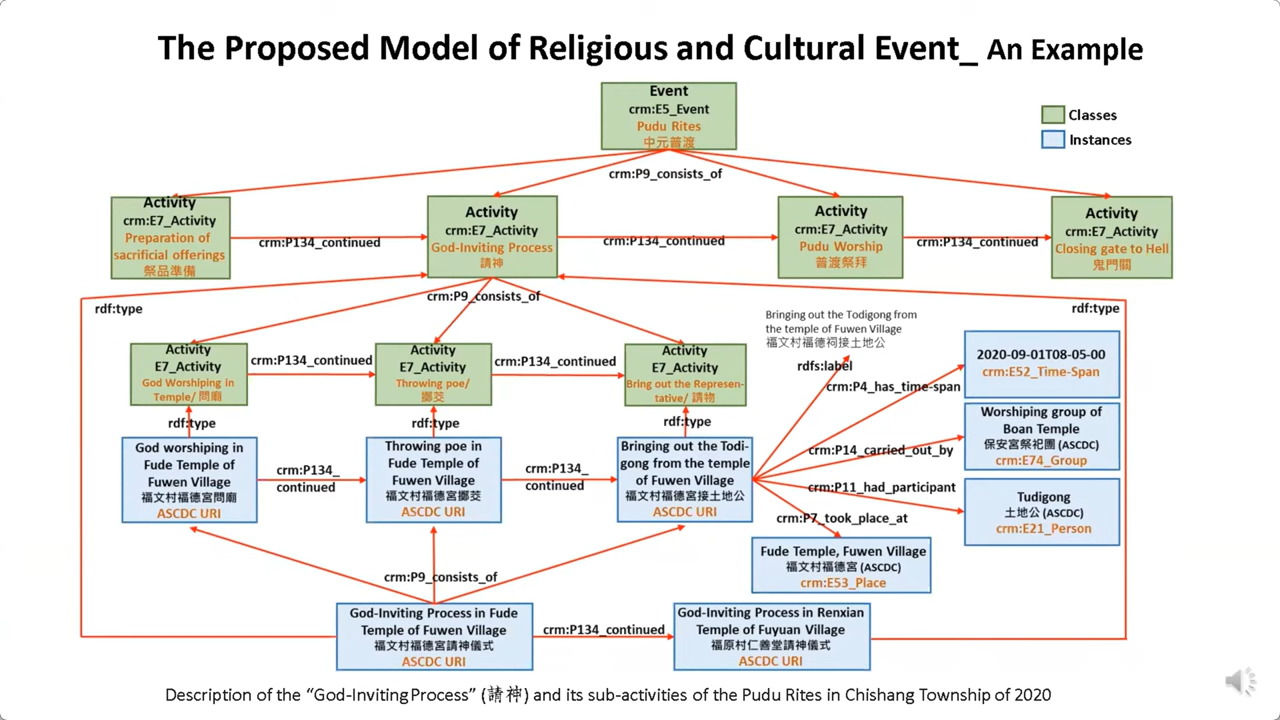 The Proposed Model of Religious and Cultural Event_ An Example
Event
crm:E5_Event
Pudu Rites
中元普渡
Classes
Instances
crm:P9_consists_of
Activity
crm:E7_Activity
Preparation of
sacrificial offerings
祭品準備
crm:P134_continued
Activity
crm:E7_Activity
God-Inviting Process
請神
crm:P134_continued
Activity
crm:E7_Activity
Pudu Worship
普渡祭拜
crm:P134_continued
Activity
crm:E7_Activity
Closing gate to Hell
鬼門關
rdf:type
crm:P9_consists_of
rdf:type
Activity
E7_Activity
God Worshiping in
Temple/ 問廟
crm:P134_continued
Activity
E7_Activity
Throwing poe/
擲筊
crm:P134_continued
Activity
E7_Activity
Bring out the Represen-
tative/ 請物
Bringing out the Todigong from
the temple of Fuwen Village
福文村福德祠接土地公
rdfs:label
crm:P4_has_time-span
2020-09-01T08-05-00
crm:E52_Time-Span
rdf:type
rdf:type
rdf:type
God worshiping in
Fude Temple of
Fuwen Village
福文村福德宮問廟
ASCDC URI
crm:P134_
continued
Throwing poe in
Fude Temple of
Fuwen Village
福文村福德宮擲筊
ASCDC URI
crm:P134_
continued
Bringing out the Todi-
gong from the temple
of Fuwen Village
福文村福德宮接土地公
ASCDC URI
crm:P14_carried_out_by
Worshiping group of
Boan Temple
保安宮祭祀團 (ASCDC)
crm:E74_Group
crm:P11_had_participant
Tudigong
土地公 (ASCDC)
crm:E21_Person
crm:P7_took_place_at
Fude Temple, Fuwen Village
福文村福德宮 (ASCDC)
crm:E53_Place
crm:P9_consists_of
God-Inviting Process in Fude
Temple of Fuwen Village
福文村福德宮請神儀式
ASCDC URI
crm:P134_continued
God-Inviting Process in Renxian
Temple of Fuyuan Village
福原村仁善堂請神儀式
ASCDC URI
Description of the “God-Inviting Process” (請神) and its sub-activities of the Pudu Rites in Chishang Township of 2020